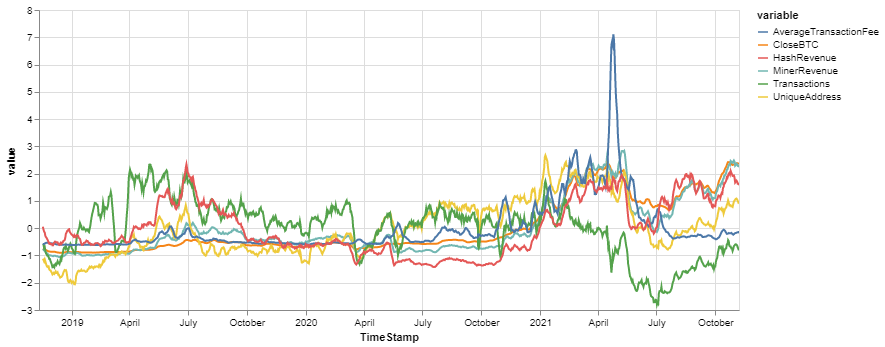 8
7
6
5
4
3
2
1
0
−1
−2
−3
value
2019
April
July
October
2020
April
July
October
2021
April
July
October
TimeStamp
variable
AverageTransactionFee
CloseBTC
HashRevenue
MinerRevenue
Transactions
UniqueAddress